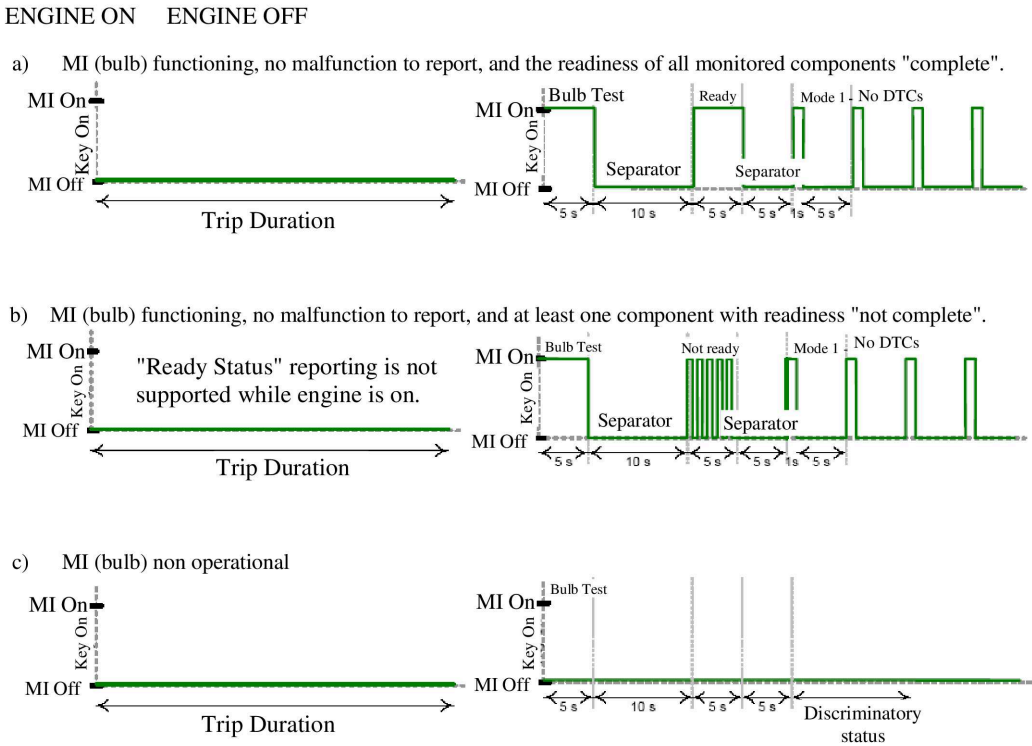 ENGINE ON ENGINE OFF
a) MI (bulb) functioning, no malfunction to report, and the readiness of all monitored components "complete".
MI On
Key On
MI Off
Trip Duration
Bulb Test
Ready
Mode 1 - No DTCs
Key On
Separator
Separator
MI Off
5 s 10 s 5 s 5 s 1s 5 s
b) MI (bulb) functioning, no malfunction to report, and at least one component with readiness "not complete".
MI On
Key On
"Ready Status" reporting is not
supported while engine is on.
MI Off
Trip Duration
Bulb Test
Not ready
Mode 1 - No DTCs
MI On
Key On
Separator
Separator
MI Off
5 s 10 s 5 s 5 s 1s 5 s
c) MI (bulb) non operational
MI On
Key On
MI Off
Trip Duration
Bulb Test
MI On
Key On
MI Off
5 s 10 s 5 s 5 s
Discriminatory
status